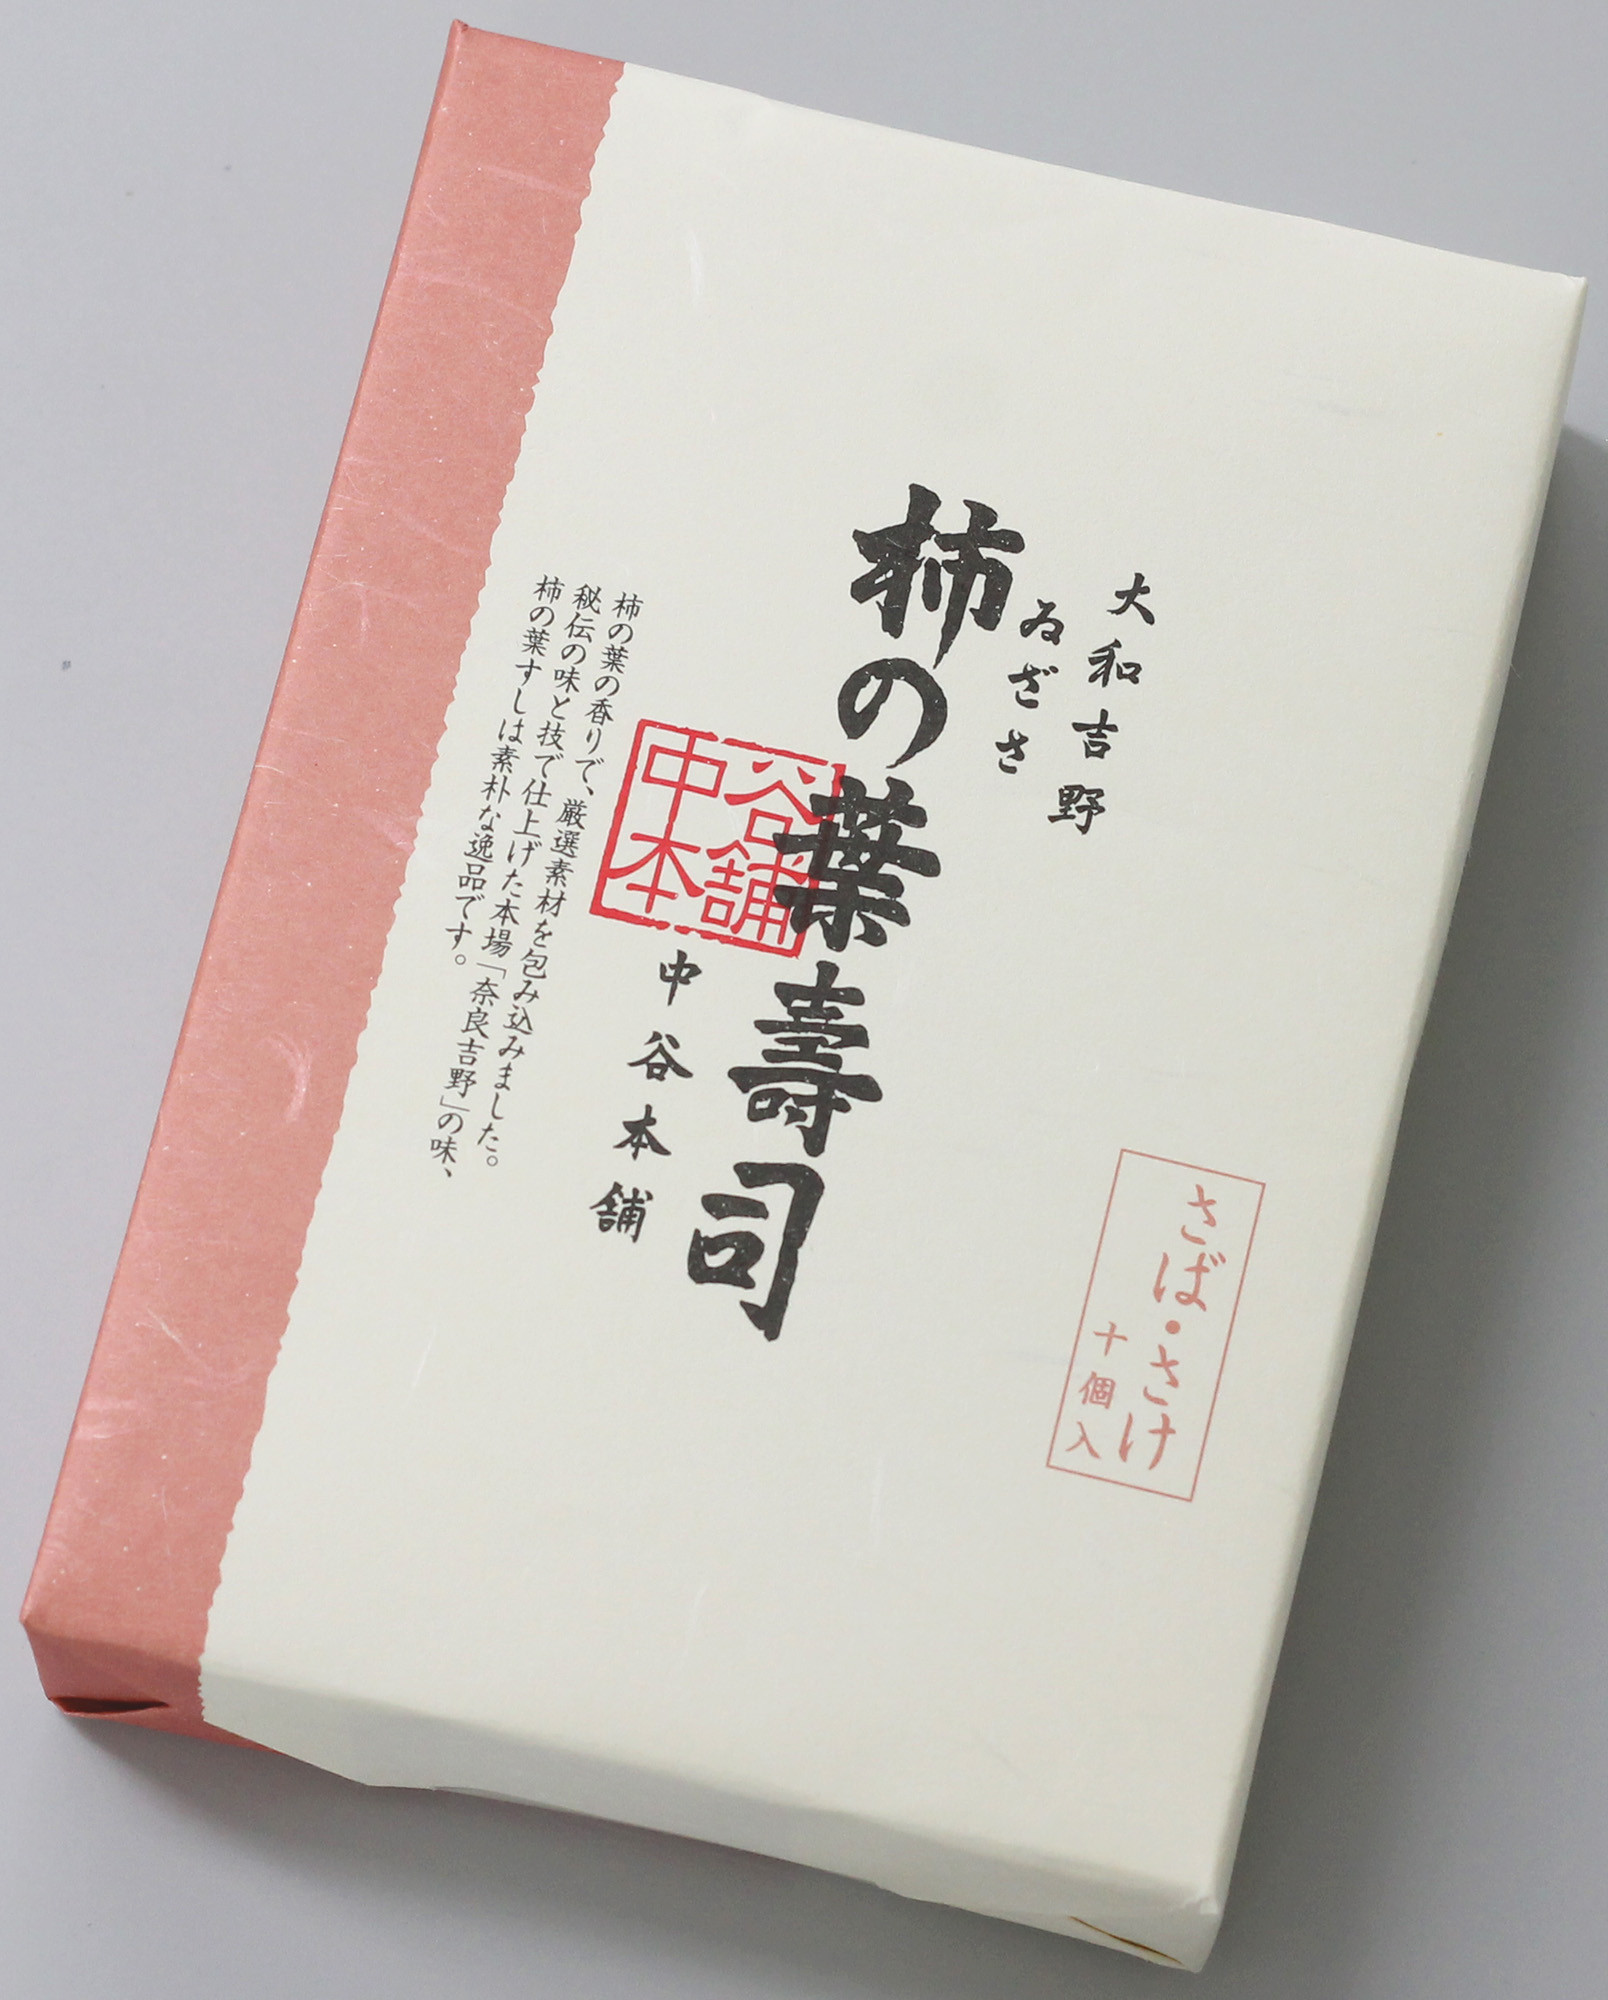 大和吉野
ゐざさ
柿の葉壽司
中谷本舗
中本
谷舗
柿の葉の香りで、厳選素材を包み込みました。
秘伝の味と技で仕上げた本場「奈良吉野」の味、
柿の葉すしは素朴な逸品です。
さば・さけ
十個入